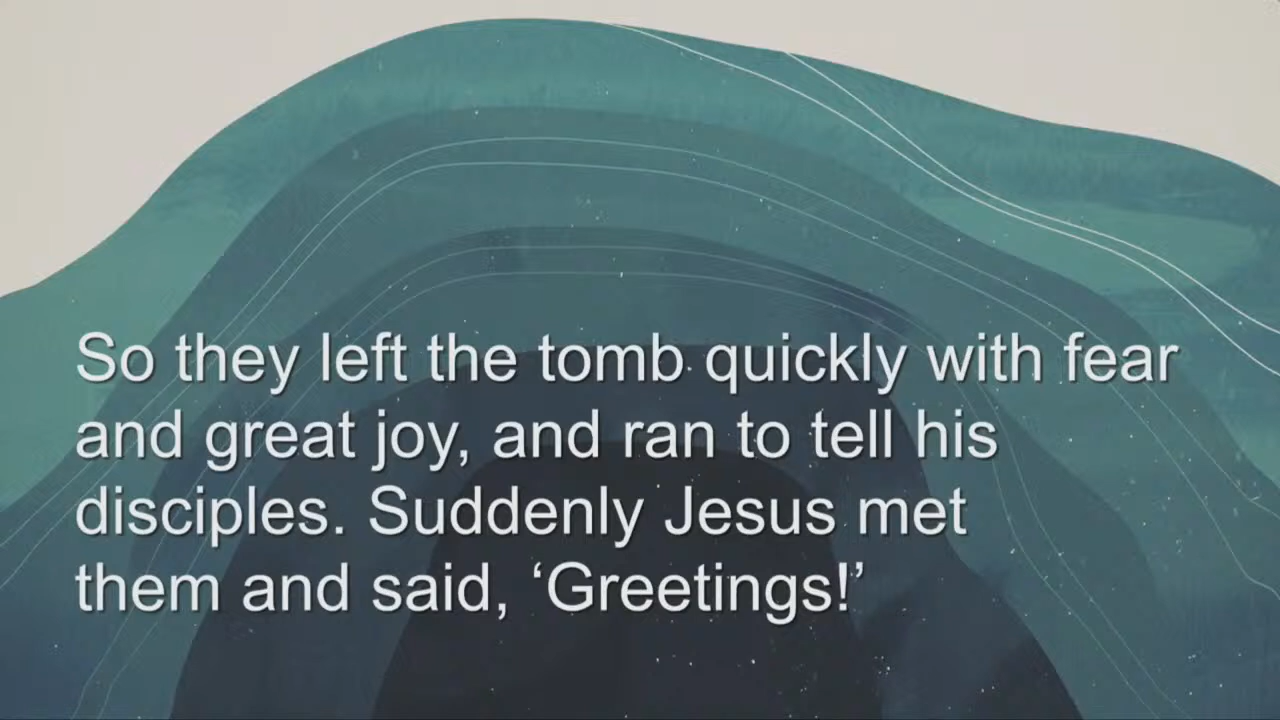 So they left the tomb quickly with fear
and great joy, and ran to tell his
disciples. Suddenly Jesus met
them and said, ‘Greetings!’